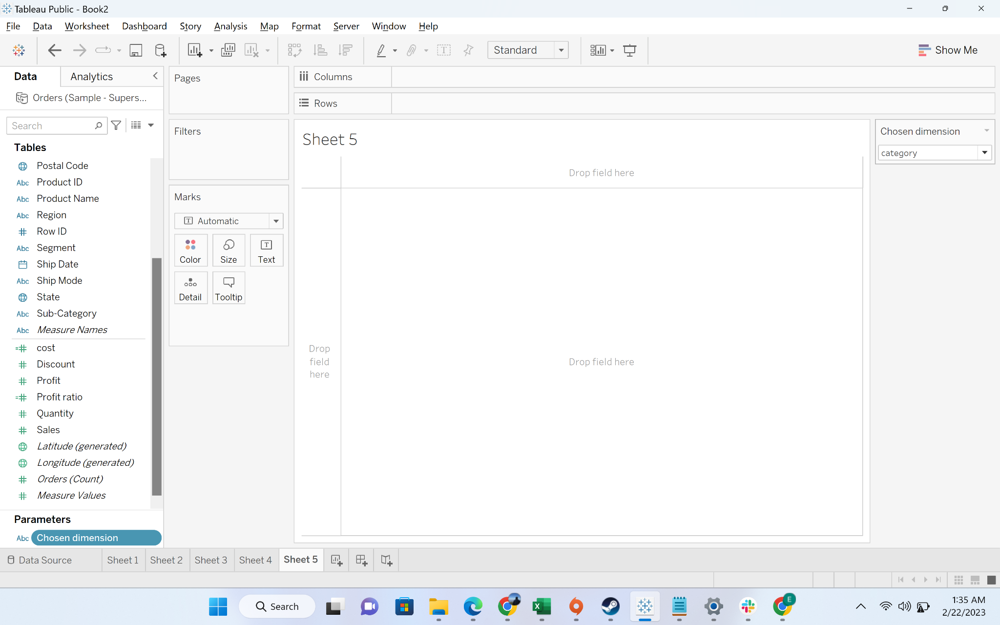 Tableau Public - Book2
File Data Worksheet Dashboard Story Analysis Map Format Server Window Help
Standard
Show Me
Data Analytics
Orders (Sample - Supers...
Search
Tables
Postal Code
Abc Product ID
Abc Product Name
Abc Region
Row ID
Abc Segment
Ship Date
Abc Ship Mode
State
Abc Sub-Category
Abc Measure Names
cost
Discount
Profit
Profit ratio
Quantity
Sales
Latitude (generated)
Longitude (generated)
Orders (Count)
Measure Values
Parameters
Abc Chosen dimension
Pages
Filters
Marks
Automatic
Color Size Text
Detail Tooltip
Columns
Rows
Sheet 5
Drop field here
Drop
field
here
Drop field here
Chosen dimension
category
Data Source Sheet 1 Sheet 2 Sheet 3 Sheet 4 Sheet 5
Search
E
1:35 AM
2/22/2023